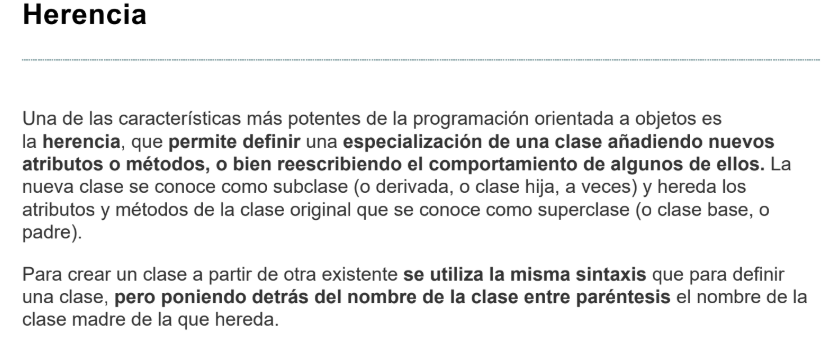 Herencia
Una de las características más potentes de la programación orientada a objetos es
la herencia, que permite definir una especialización de una clase añadiendo nuevos
atributos o métodos, o bien reescribiendo el comportamiento de algunos de ellos. La
nueva clase se conoce como subclase (o derivada, o clase hija, a veces) y hereda los
atributos y métodos de la clase original que se conoce como superclase (o clase base, o
padre).
Para crear un clase a partir de otra existente se utiliza la misma sintaxis que para definir
una clase, pero poniendo detrás del nombre de la clase entre paréntesis el nombre de la
clase madre de la que hereda.